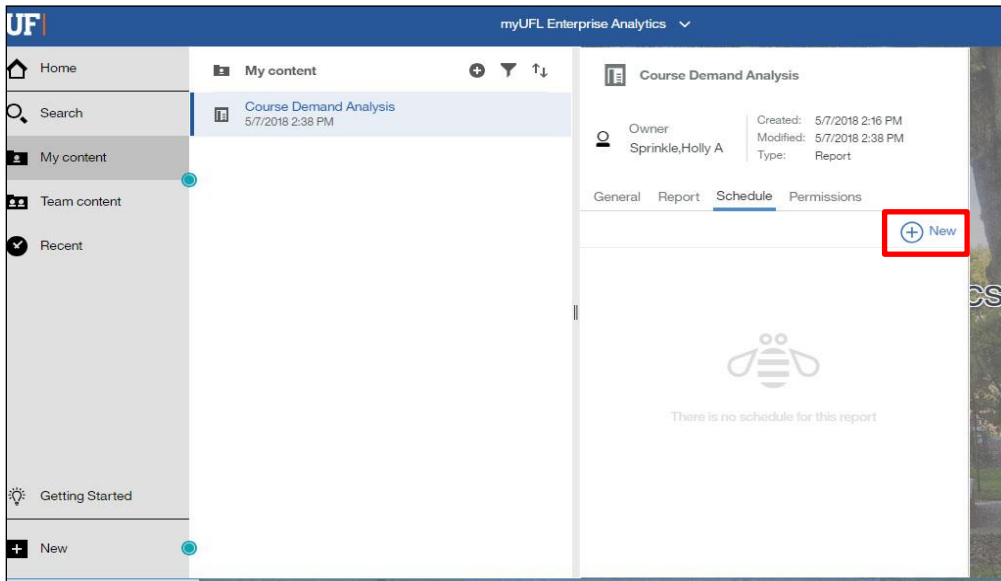 UF
myUFL Enterprise Analytics
Home
Search
My content
Team content
Recent
Getting Started
New
My content
Course Demand Analysis
5/7/2018 2:38 PM
Course Demand Analysis
Owner
Sprinkle,Holly A
Created: 5/7/2018 2:16 PM
Modified: 5/7/2018 2:38 PM
Type: Report
General Report Schedule Permissions
New
There is no schedule for this report
CS